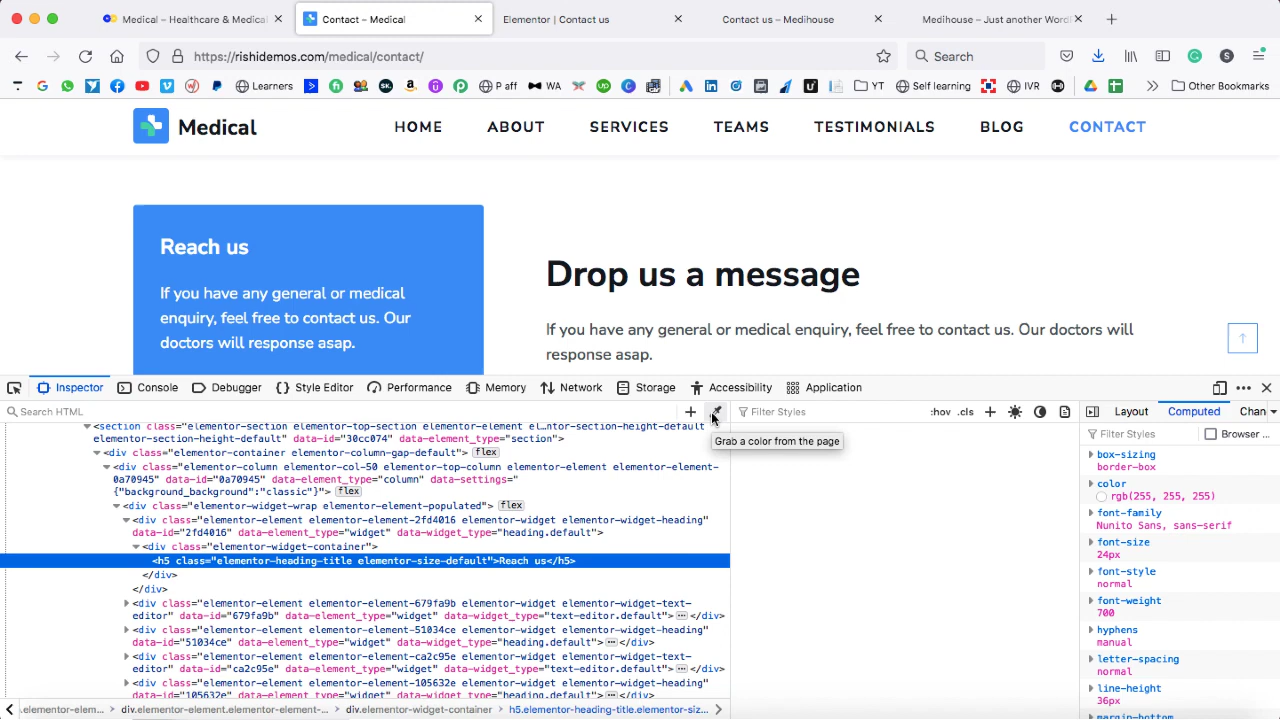 Medical – Healthcare & Medical
Contact – Medical
Elementor | Contact us
Contact us – Medihouse
Medihouse – Just another Word
https://rishidemos.com/medical/contact/
Search
Learners
P aff
WA
YT
Self learning
IVR
Other Bookmarks
Medical
HOME
ABOUT
SERVICES
TEAMS
TESTIMONIALS
BLOG
CONTACT
Reach us
If you have any general or medical
enquiry, feel free to contact us. Our
doctors will response asap.
Drop us a message
If you have any general or medical enquiry, feel free to contact us. Our doctors will
response asap.
Inspector
Console
Debugger
Style Editor
Performance
Memory
Network
Storage
Accessibility
Application
Search HTML
Grab a color from the page
<section class="elementor-section elementor-top-section elementor-element el…ntor-section-height-default
elementor-section-height-default" data-id="30cc074" data-element_type="section">
<div class="elementor-container elementor-column-gap-default"> flex
<div class="elementor-column elementor-col-50 elementor-top-column elementor-element elementor-element-
0a70945" data-id="0a70945" data-element_type="column" data-settings="
{"background_background":"classic"}"> flex
<div class="elementor-widget-wrap elementor-element-populated"> flex
<div class="elementor-element elementor-element-2fd4016 elementor-widget elementor-widget-heading"
data-id="2fd4016" data-element_type="widget" data-widget_type="heading.default">
<div class="elementor-widget-container">
<h5 class="elementor-heading-title elementor-size-default">Reach us</h5>
</div>
</div>
<div class="elementor-element elementor-element-679fa9b elementor-widget elementor-widget-text-
editor" data-id="679fa9b" data-element_type="widget" data-widget_type="text-editor.default"> … </div>
<div class="elementor-element elementor-element-51034ce elementor-widget elementor-widget-heading"
data-id="51034ce" data-element_type="widget" data-widget_type="heading.default"> … </div>
<div class="elementor-element elementor-element-ca2c95e elementor-widget elementor-widget-text-
editor" data-id="ca2c95e" data-element_type="widget" data-widget_type="text-editor.default"> … </div>
<div class="elementor-element elementor-element-105632e elementor-widget elementor-widget-heading"
data-id="105632e" data-element_type="widget" data-widget_type="heading.default"> … </div>
.elementor-elem…
div.elementor-element.elementor-element-…
div.elementor-widget-container
h5.elementor-heading-title.elementor-siz…
Filter Styles
:hov
.cls
Layout
Computed
Chan
Filter Styles
Browser ...
box-sizing
border-box
color
rgb(255, 255, 255)
font-family
Nunito Sans, sans-serif
font-size
24px
font-style
normal
font-weight
700
hyphens
manual
letter-spacing
normal
line-height
36px
margin-bottom